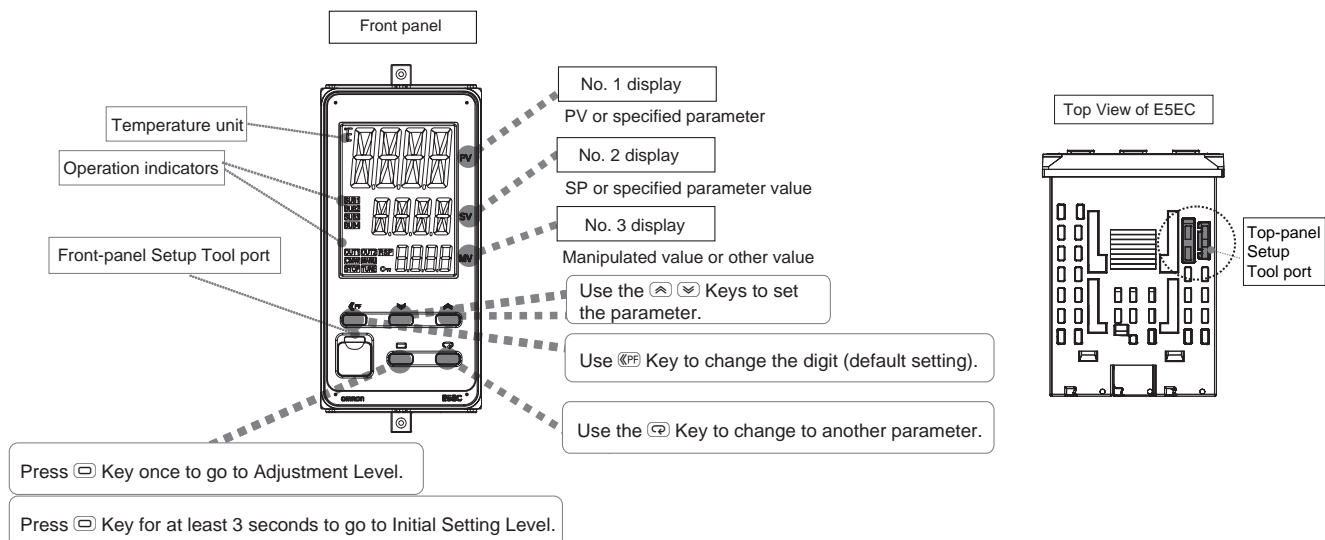 Front panel
Temperature unit
Operation indicators
Front-panel Setup Tool port
No. 1 display
PV or specified parameter
No. 2 display
SP or specified parameter value
No. 3 display
Manipulated value or other value
Use the Keys to set
the parameter.
Use PF Key to change the digit (default setting).
Use the Key to change to another parameter.
Press Key once to go to Adjustment Level.
Press Key for at least 3 seconds to go to Initial Setting Level.
PV
SUB1
SUB2
SUB3
SUB4
SV
OUT1 OUT2 RSP
CMW MANU
STOP TUNE
MV
PF
OMRON E5EC
Top View of E5EC
Top-panel
Setup
Tool port